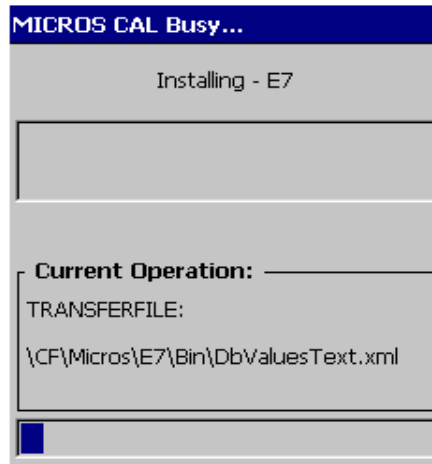 MICROS CAL Busy...
Installing - E7
Current Operation:
TRANSFERFILE:
\CF\Micros\E7\Bin\DbValuesText.xml